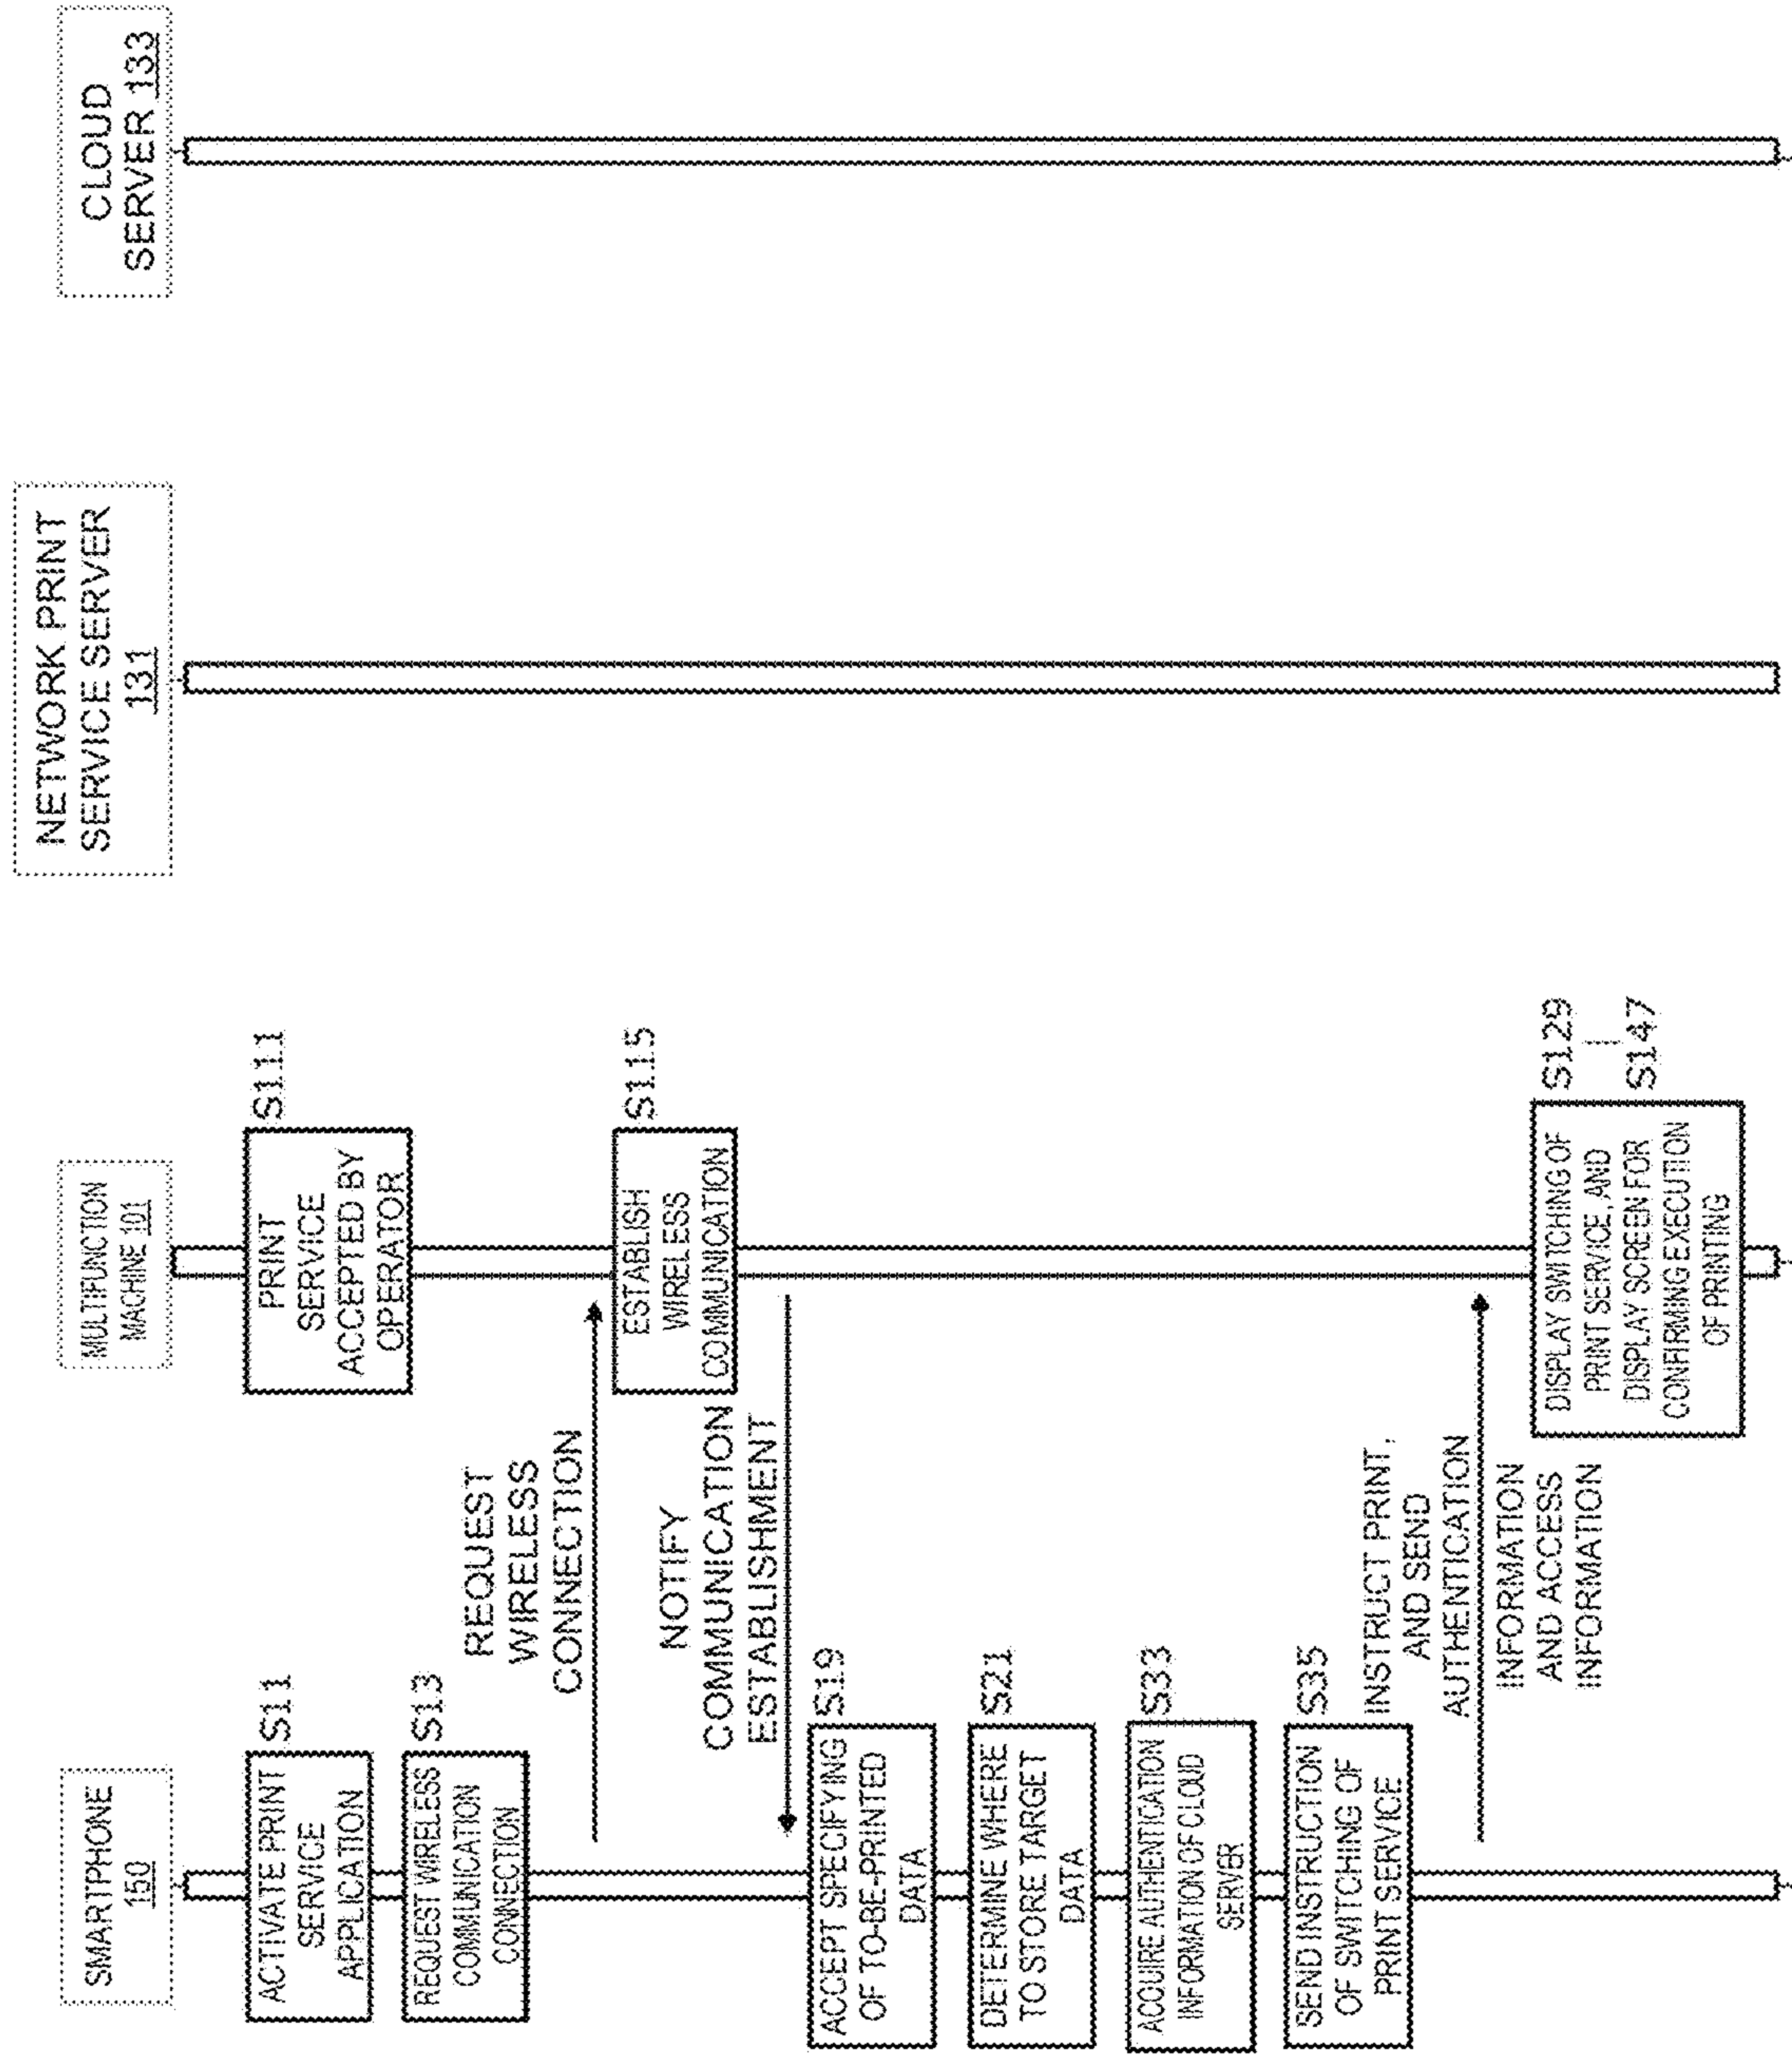 SMARTPHONE
150
MULTIFUNCTION
MACHINE 101
NETWORK PRINT
SERVICE SERVER
131
CLOUD
SERVER 133
ACTIVATE PRINT
SERVICE
APPLICATION
S11
PRINT
SERVICE
ACCEPTED BY
OPERATOR
S111
REQUEST WIRELESS
COMMUNICATION
CONNECTION
S13
REQUEST
WIRELESS
CONNECTION
ESTABLISH
WIRELESS
COMMUNICATION
S115
NOTIFY
COMMUNICATION
ESTABLISHMENT
ACCEPT SPECIFYING
OF TO-BE-PRINTED
DATA
S19
DETERMINE WHERE
TO STORE TARGET
DATA
S21
ACQUIRE AUTHENTICATION
INFORMATION OF CLOUD
SERVER
S33
SEND INSTRUCTION
OF SWITCHING OF
PRINT SERVICE
S35
INSTRUCT PRINT,
AND SEND
AUTHENTICATION
INFORMATION
AND ACCESS
INFORMATION
DISPLAY SWITCHING OF
PRINT SERVICE, AND
DISPLAY SCREEN FOR
CONFIRMING EXECUTION
OF PRINTING
S129
S147